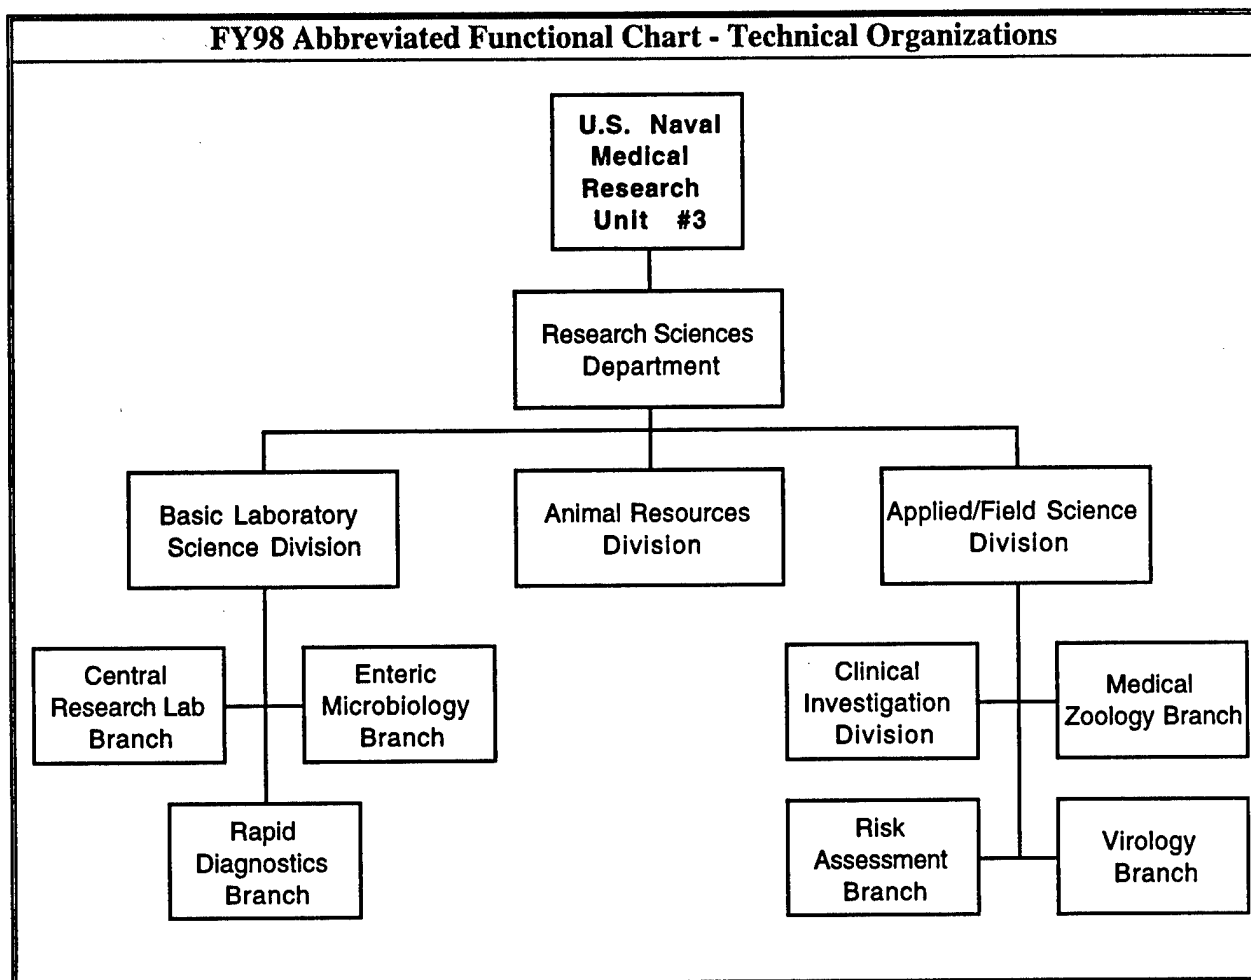 FY98 Abbreviated Functional Chart - Technical Organizations
U.S. Naval
Medical
Research
Unit #3
Research Sciences
Department
Basic Laboratory
Science Division
Animal Resources
Division
Applied/Field Science
Division
Central
Research Lab
Branch
Enteric
Microbiology
Branch
Clinical
Investigation
Division
Medical
Zoology Branch
Rapid
Diagnostics
Branch
Risk
Assessment
Branch
Virology
Branch